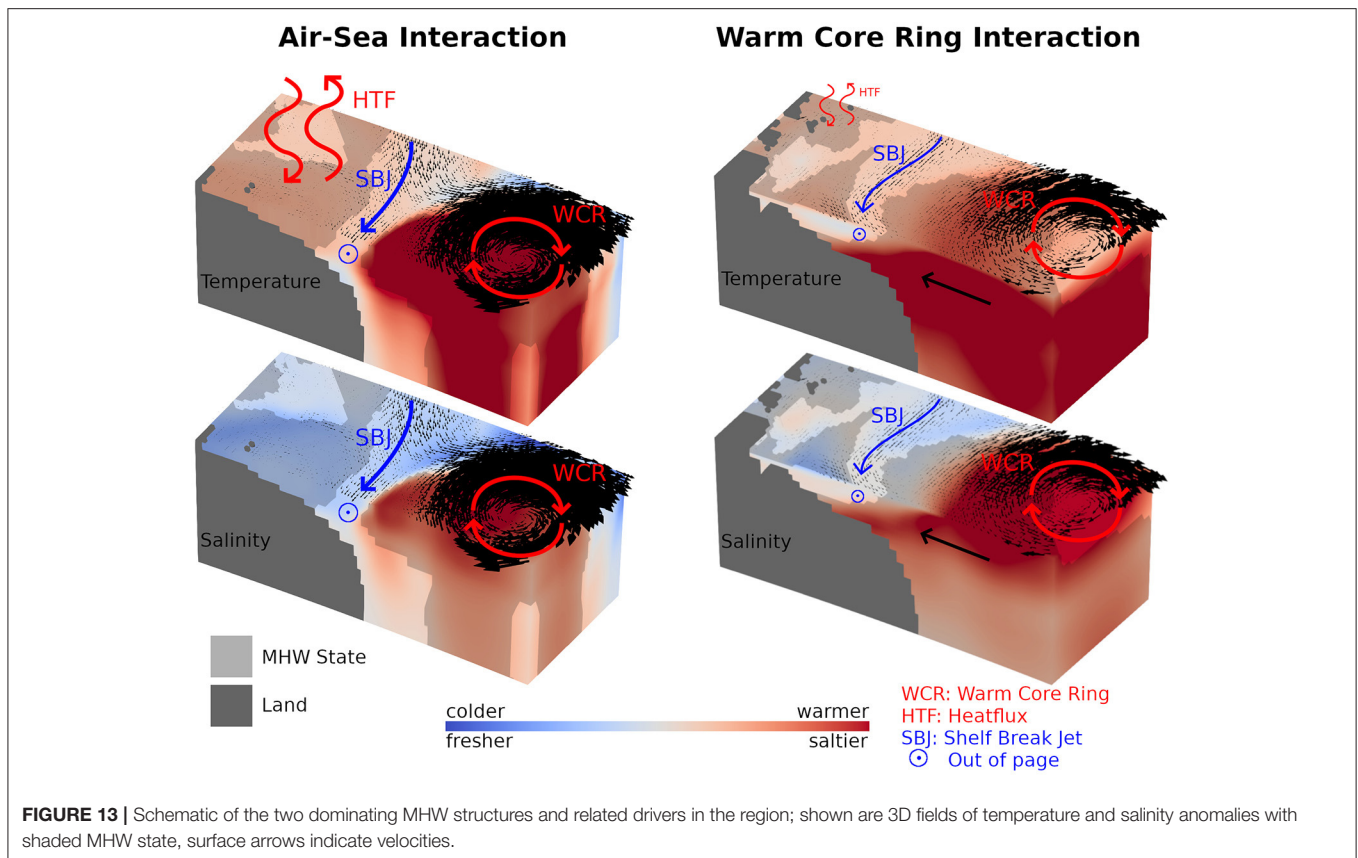 Air-Sea Interaction
Warm Core Ring Interaction
HTF
SBJ
WCR
Temperature
HTF
SBJ
WCR
Temperature
SBJ
WCR
Salinity
SBJ
WCR
Salinity
MHW State
Land
colder
warmer
fresher
saltier
WCR: Warm Core Ring
HTF: Heatflux
SBJ: Shelf Break Jet
Out of page
FIGURE 13 | Schematic of the two dominating MHW structures and related drivers in the region; shown are 3D fields of temperature and salinity anomalies with
shaded MHW state, surface arrows indicate velocities.